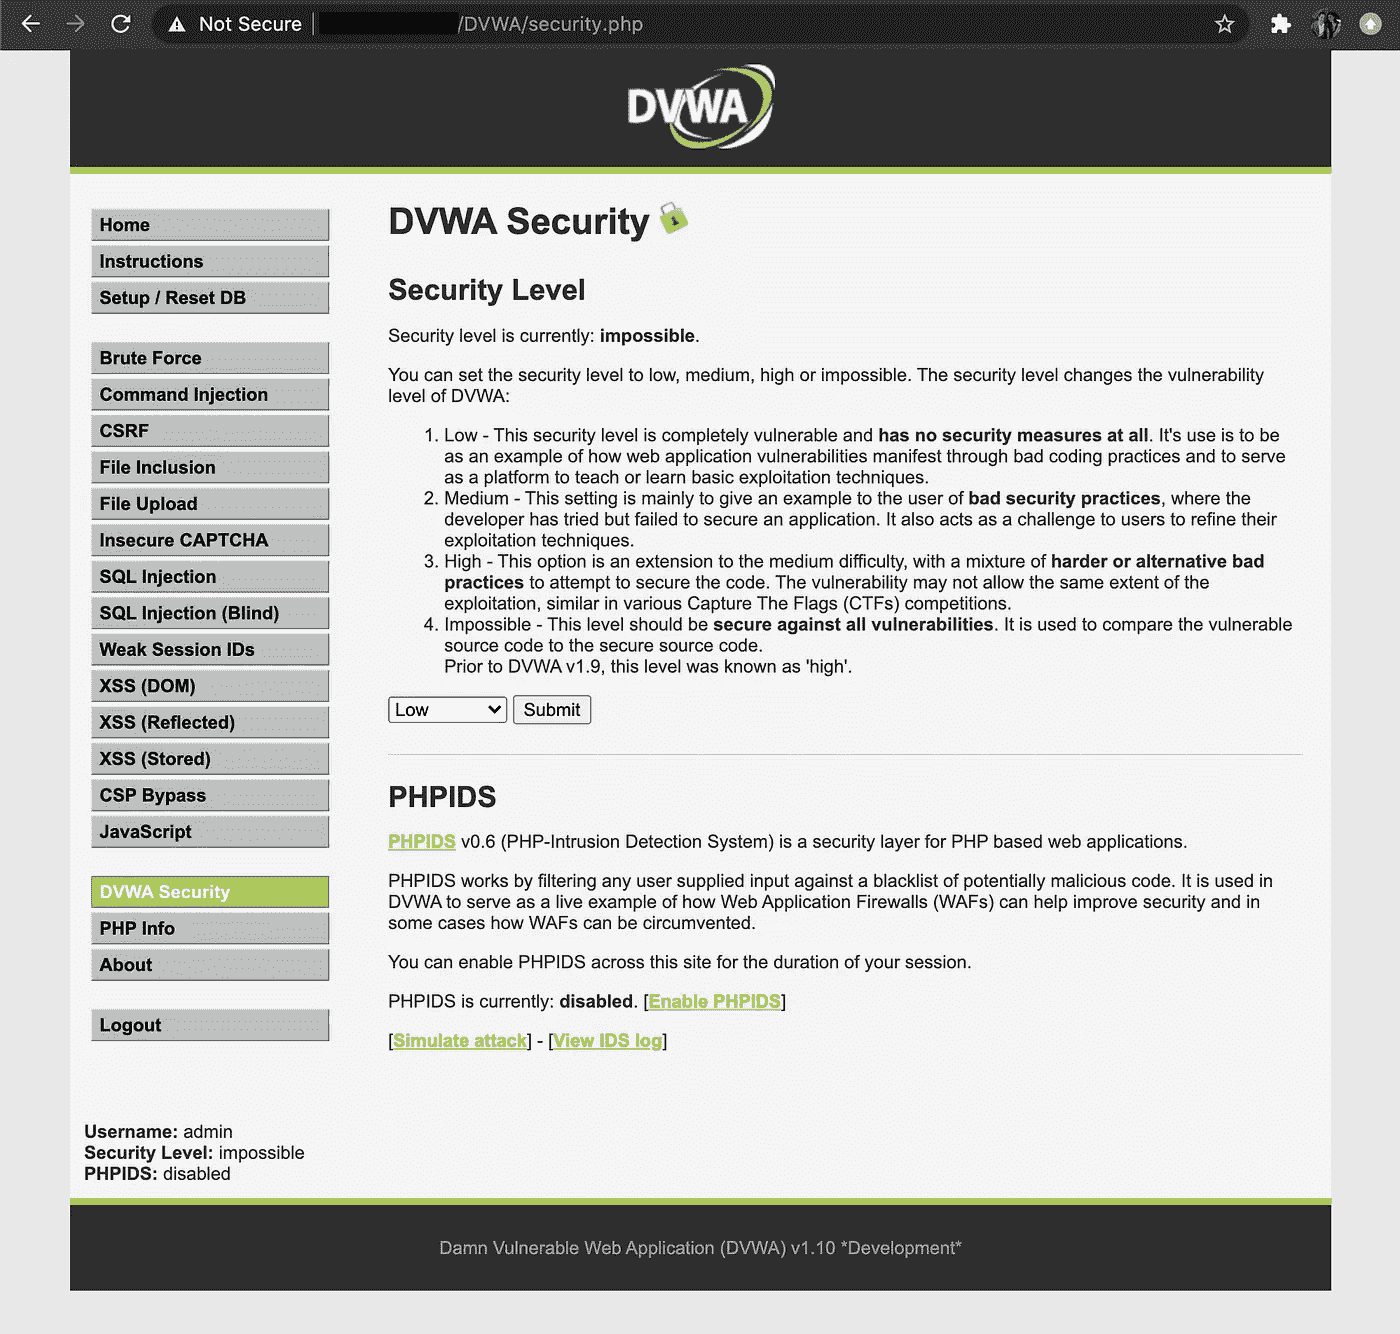 Not Secure
/DVWA/security.php
DVWA
Home
Instructions
Setup / Reset DB
Brute Force
Command Injection
CSRF
File Inclusion
File Upload
Insecure CAPTCHA
SQL Injection
SQL Injection (Blind)
Weak Session IDs
XSS (DOM)
XSS (Reflected)
XSS (Stored)
CSP Bypass
JavaScript
DVWA Security
PHP Info
About
Logout
Username: admin
Security Level: impossible
PHPIDS: disabled
DVWA Security
Security Level
Security level is currently: impossible.
You can set the security level to low, medium, high or impossible. The security level changes the vulnerability
level of DVWA:
1. Low - This security level is completely vulnerable and has no security measures at all. It's use is to be
as an example of how web application vulnerabilities manifest through bad coding practices and to serve
as a platform to teach or learn basic exploitation techniques.
2. Medium - This setting is mainly to give an example to the user of bad security practices, where the
developer has tried but failed to secure an application. It also acts as a challenge to users to refine their
exploitation techniques.
3. High - This option is an extension to the medium difficulty, with a mixture of harder or alternative bad
practices to attempt to secure the code. The vulnerability may not allow the same extent of the
exploitation, similar in various Capture The Flags (CTFs) competitions.
4. Impossible - This level should be secure against all vulnerabilities. It is used to compare the vulnerable
source code to the secure source code.
Prior to DVWA v1.9, this level was known as 'high'.
Low
Submit
PHPIDS
PHPIDS v0.6 (PHP-Intrusion Detection System) is a security layer for PHP based web applications.
PHPIDS works by filtering any user supplied input against a blacklist of potentially malicious code. It is used in
DVWA to serve as a live example of how Web Application Firewalls (WAFs) can help improve security and in
some cases how WAFs can be circumvented.
You can enable PHPIDS across this site for the duration of your session.
PHPIDS is currently: disabled. [Enable PHPIDS]
[Simulate attack] - [View IDS log]
Damn Vulnerable Web Application (DVWA) v1.10 *Development*